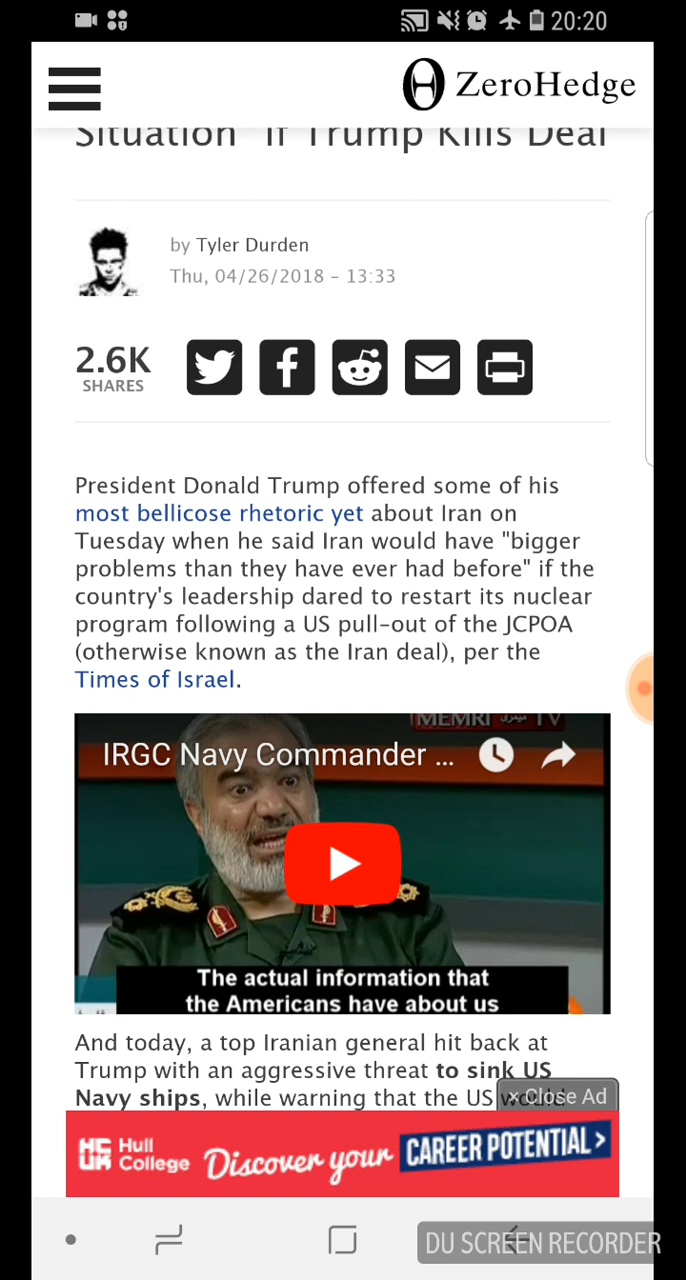 20:20
ZeroHedge
Situation" If Trump Kills Deal
by Tyler Durden
Thu, 04/26/2018 - 13:33
2.6K
SHARES
President Donald Trump offered some of his
most bellicose rhetoric yet about Iran on
Tuesday when he said Iran would have "bigger
problems than they have ever had before" if the
country's leadership dared to restart its nuclear
program following a US pull-out of the JCPOA
(otherwise known as the Iran deal), per the
Times of Israel.
MEMRI TV
IRGC Navy Commander ...
The actual information that
the Americans have about us
And today, a top Iranian general hit back at
Trump with an aggressive threat to sink US
Navy ships, while warning that the US would
× Close Ad
HC UK Hull College
Discover your CAREER POTENTIAL >
DU SCREEN RECORDER